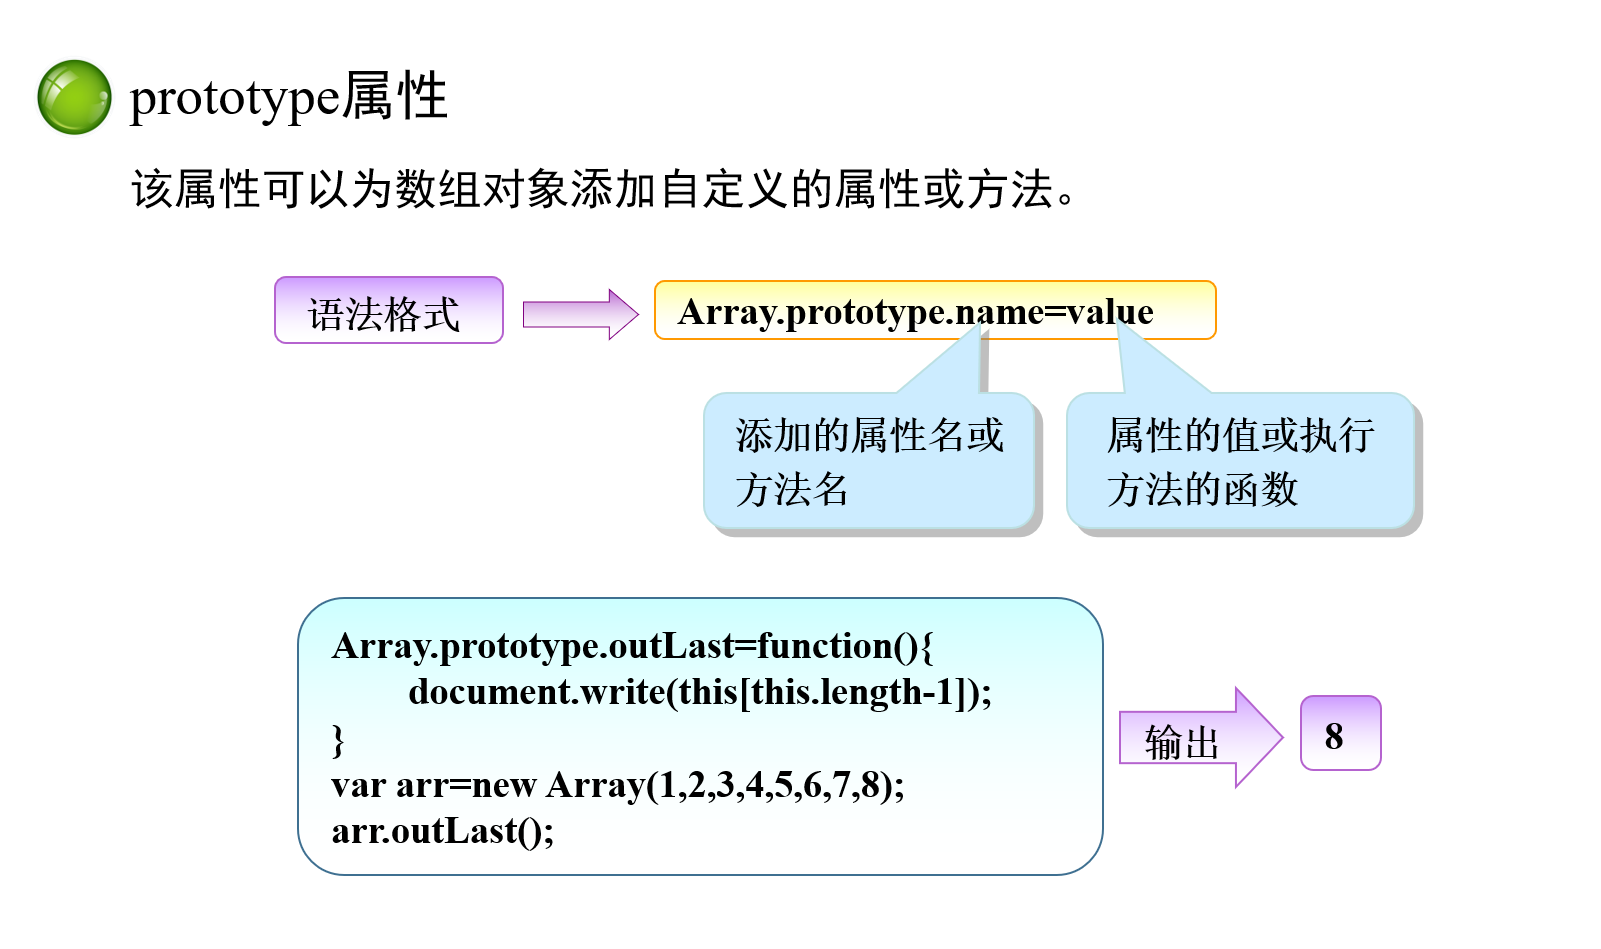 prototype属性
该属性可以为数组对象添加自定义的属性或方法。
语法格式
Array.prototype.name=value
添加的属性名或
方法名
属性的值或执行
方法的函数
Array.prototype.outLast=function(){
document.write(this[this.length-1]);
}
var arr=new Array(1,2,3,4,5,6,7,8);
arr.outLast();
输出
8